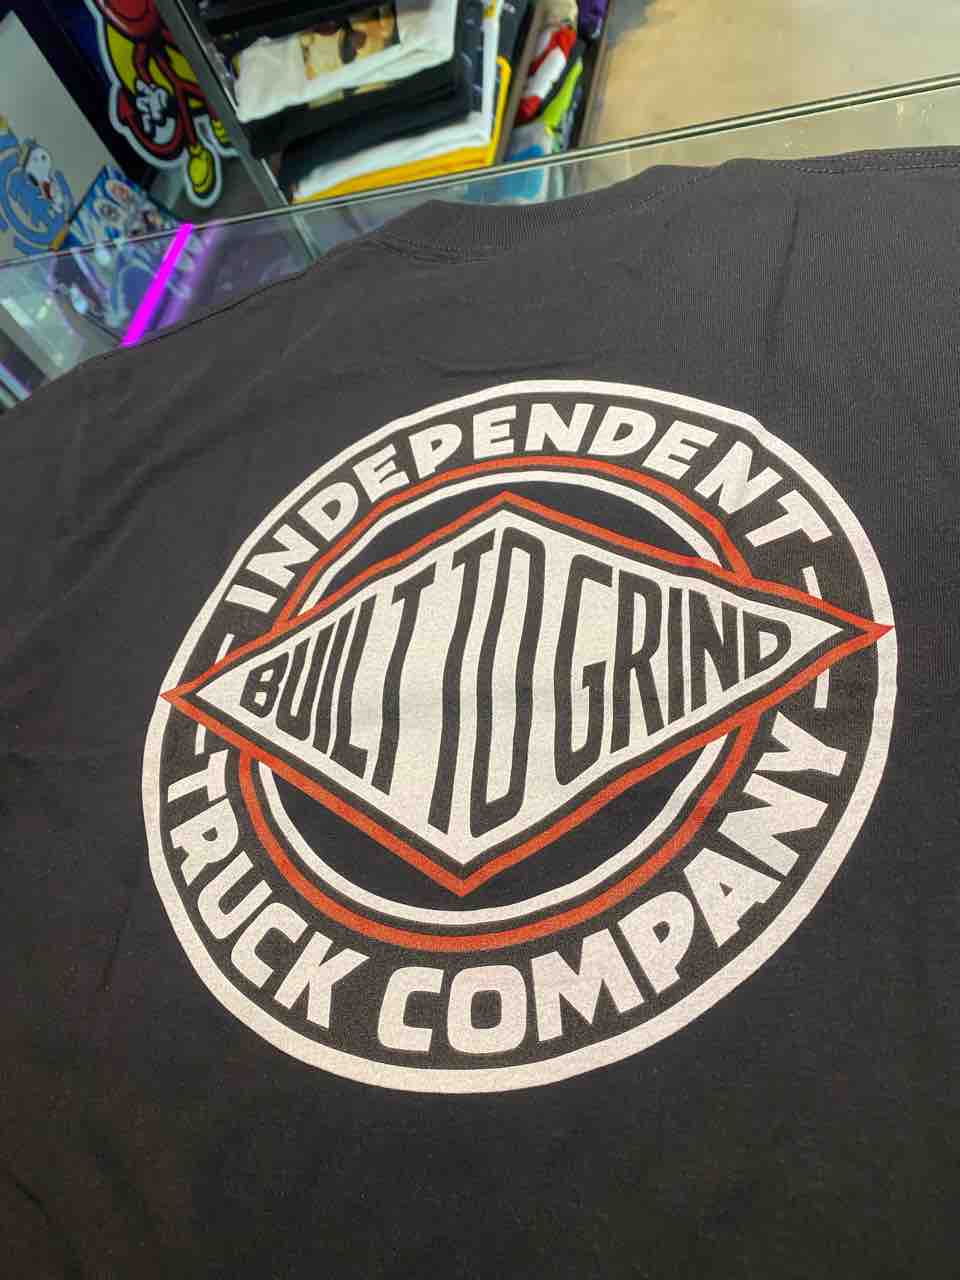 INDEPENDENT
BUILT TO GRIND
TRUCK COMPANY